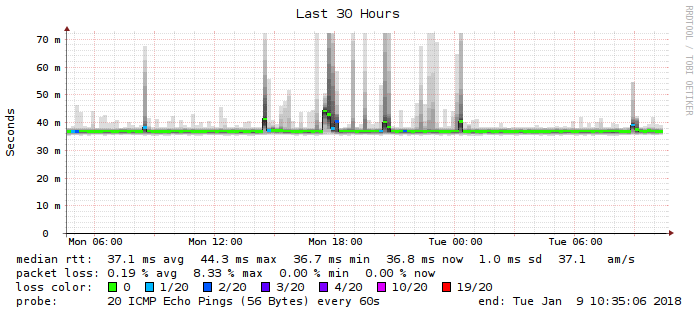 Last 30 Hours
RRDTOOL / TOBI OETIKER
Seconds
70 m
60 m
50 m
40 m
30 m
20 m
10 m
0
Mon 06:00 Mon 12:00 Mon 18:00 Tue 00:00 Tue 06:00
median rtt: 37.1 ms avg 44.3 ms max 36.7 ms min 36.8 ms now 1.0 ms sd 37.1 am/s
packet loss: 0.19 % avg 8.33 % max 0.00 % min 0.00 % now
loss color: 0 1/20 2/20 3/20 4/20 10/20 19/20
probe: 20 ICMP Echo Pings (56 Bytes) every 60s end: Tue Jan 9 10:35:06 2018